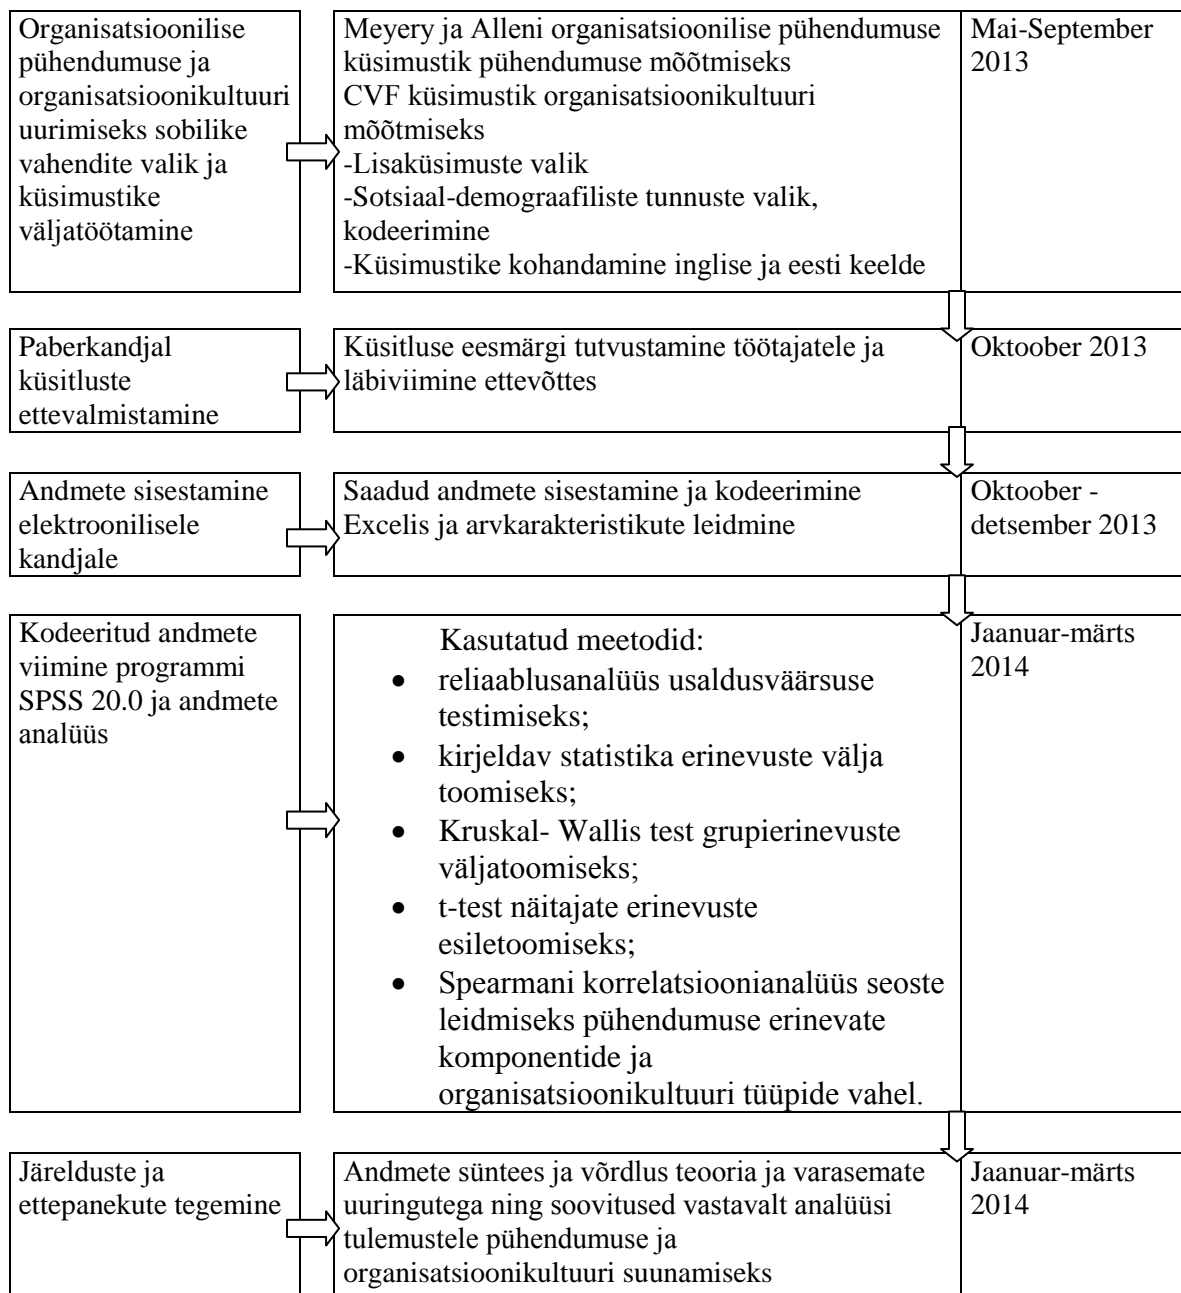 Organisatsioonilise
pühendumuse ja
organisatsioonikultuuri
uurimiseks sobilike
vahendite valik ja
küsimustike
väljatöötamine
Meyery ja Alleni organisatsioonilise pühendumuse
küsimustik pühendumuse mõõtmiseks
CVF küsimustik organisatsioonikultuuri
mõõtmiseks
-Lisaküsimuste valik
-Sotsiaal-demograafiliste tunnuste valik,
kodeerimine
-Küsimustike kohandamine inglise ja eesti keelde
Mai-September
2013
Paberkandjal
küsitluste
ettevalmistamine
Küsitluse eesmärgi tutvustamine töötajatele ja
läbiviimine ettevõttes
Oktoober 2013
Andmete sisestamine
elektroonilisele
kandjale
Saadud andmete sisestamine ja kodeerimine
Excelis ja arvkarakteristikute leidmine
Oktoober -
detsember 2013
Kodeeritud andmete
viimine programmi
SPSS 20.0 ja andmete
analüüs
Kasutatud meetodid:
• reliaablusanalüüs usaldusväärsuse
testimiseks;
• kirjeldav statistika erinevuste välja
toomiseks;
• Kruskal- Wallis test grupierinevuste
väljatoomiseks;
• t-test näitajate erinevuste
esiletoomiseks;
• Spearmani korrelatsioonianalüüs seoste
leidmiseks pühendumuse erinevate
komponentide ja
organisatsioonikultuuri tüüpide vahel.
Jaanuar-märts
2014
Järelduste ja
ettepanekute tegemine
Andmete süntees ja võrdlus teooria ja varasemate
uuringutega ning soovitused vastavalt analüüsi
tulemustele pühendumuse ja
organisatsioonikultuuri suunamiseks
Jaanuar-märts
2014